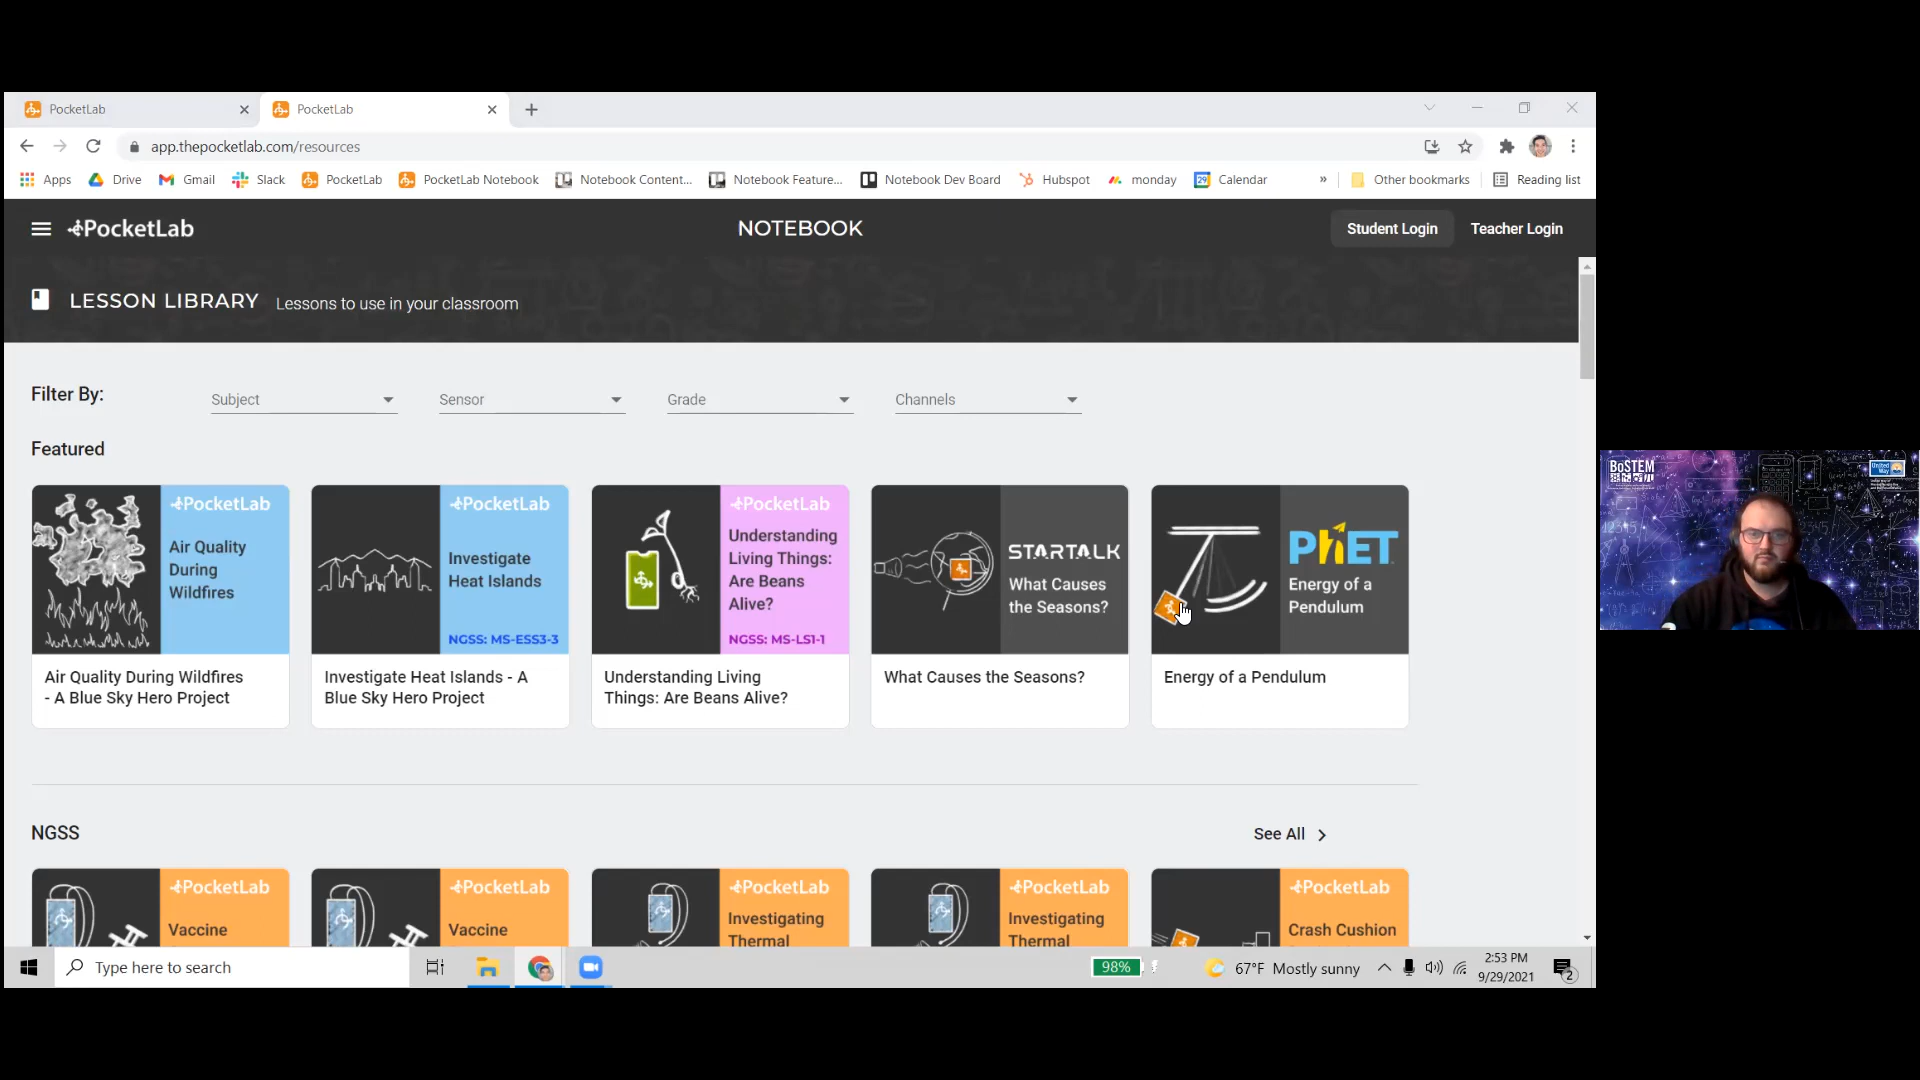 PocketLab
PocketLab
app.thepocketlab.com/resources
Apps Drive Gmail Slack PocketLab PocketLab Notebook Notebook Content... Notebook Feature... Notebook Dev Board Hubspot monday Calendar » Other bookmarks Reading list
PocketLab
NOTEBOOK
Student Login
Teacher Login
LESSON LIBRARY Lessons to use in your classroom
Filter By:
Subject
Sensor
Grade
Channels
Featured
PocketLab
Air Quality
During
Wildfires
Air Quality During Wildfires
- A Blue Sky Hero Project
PocketLab
Investigate
Heat Islands
NGSS: MS-ESS3-3
Investigate Heat Islands - A
Blue Sky Hero Project
PocketLab
Understanding
Living Things:
Are Beans
Alive?
NGSS: MS-LS1-1
Understanding Living
Things: Are Beans Alive?
STARTALK
What Causes
the Seasons?
What Causes the Seasons?
PhET
Energy of a
Pendulum
Energy of a Pendulum
NGSS
See All
PocketLab
Vaccine
PocketLab
Vaccine
PocketLab
Investigating
Thermal
PocketLab
Investigating
Thermal
PocketLab
Crash Cushion
Type here to search
98%
67°F Mostly sunny
2:53 PM
9/29/2021
2
BoSTEM
United
Way